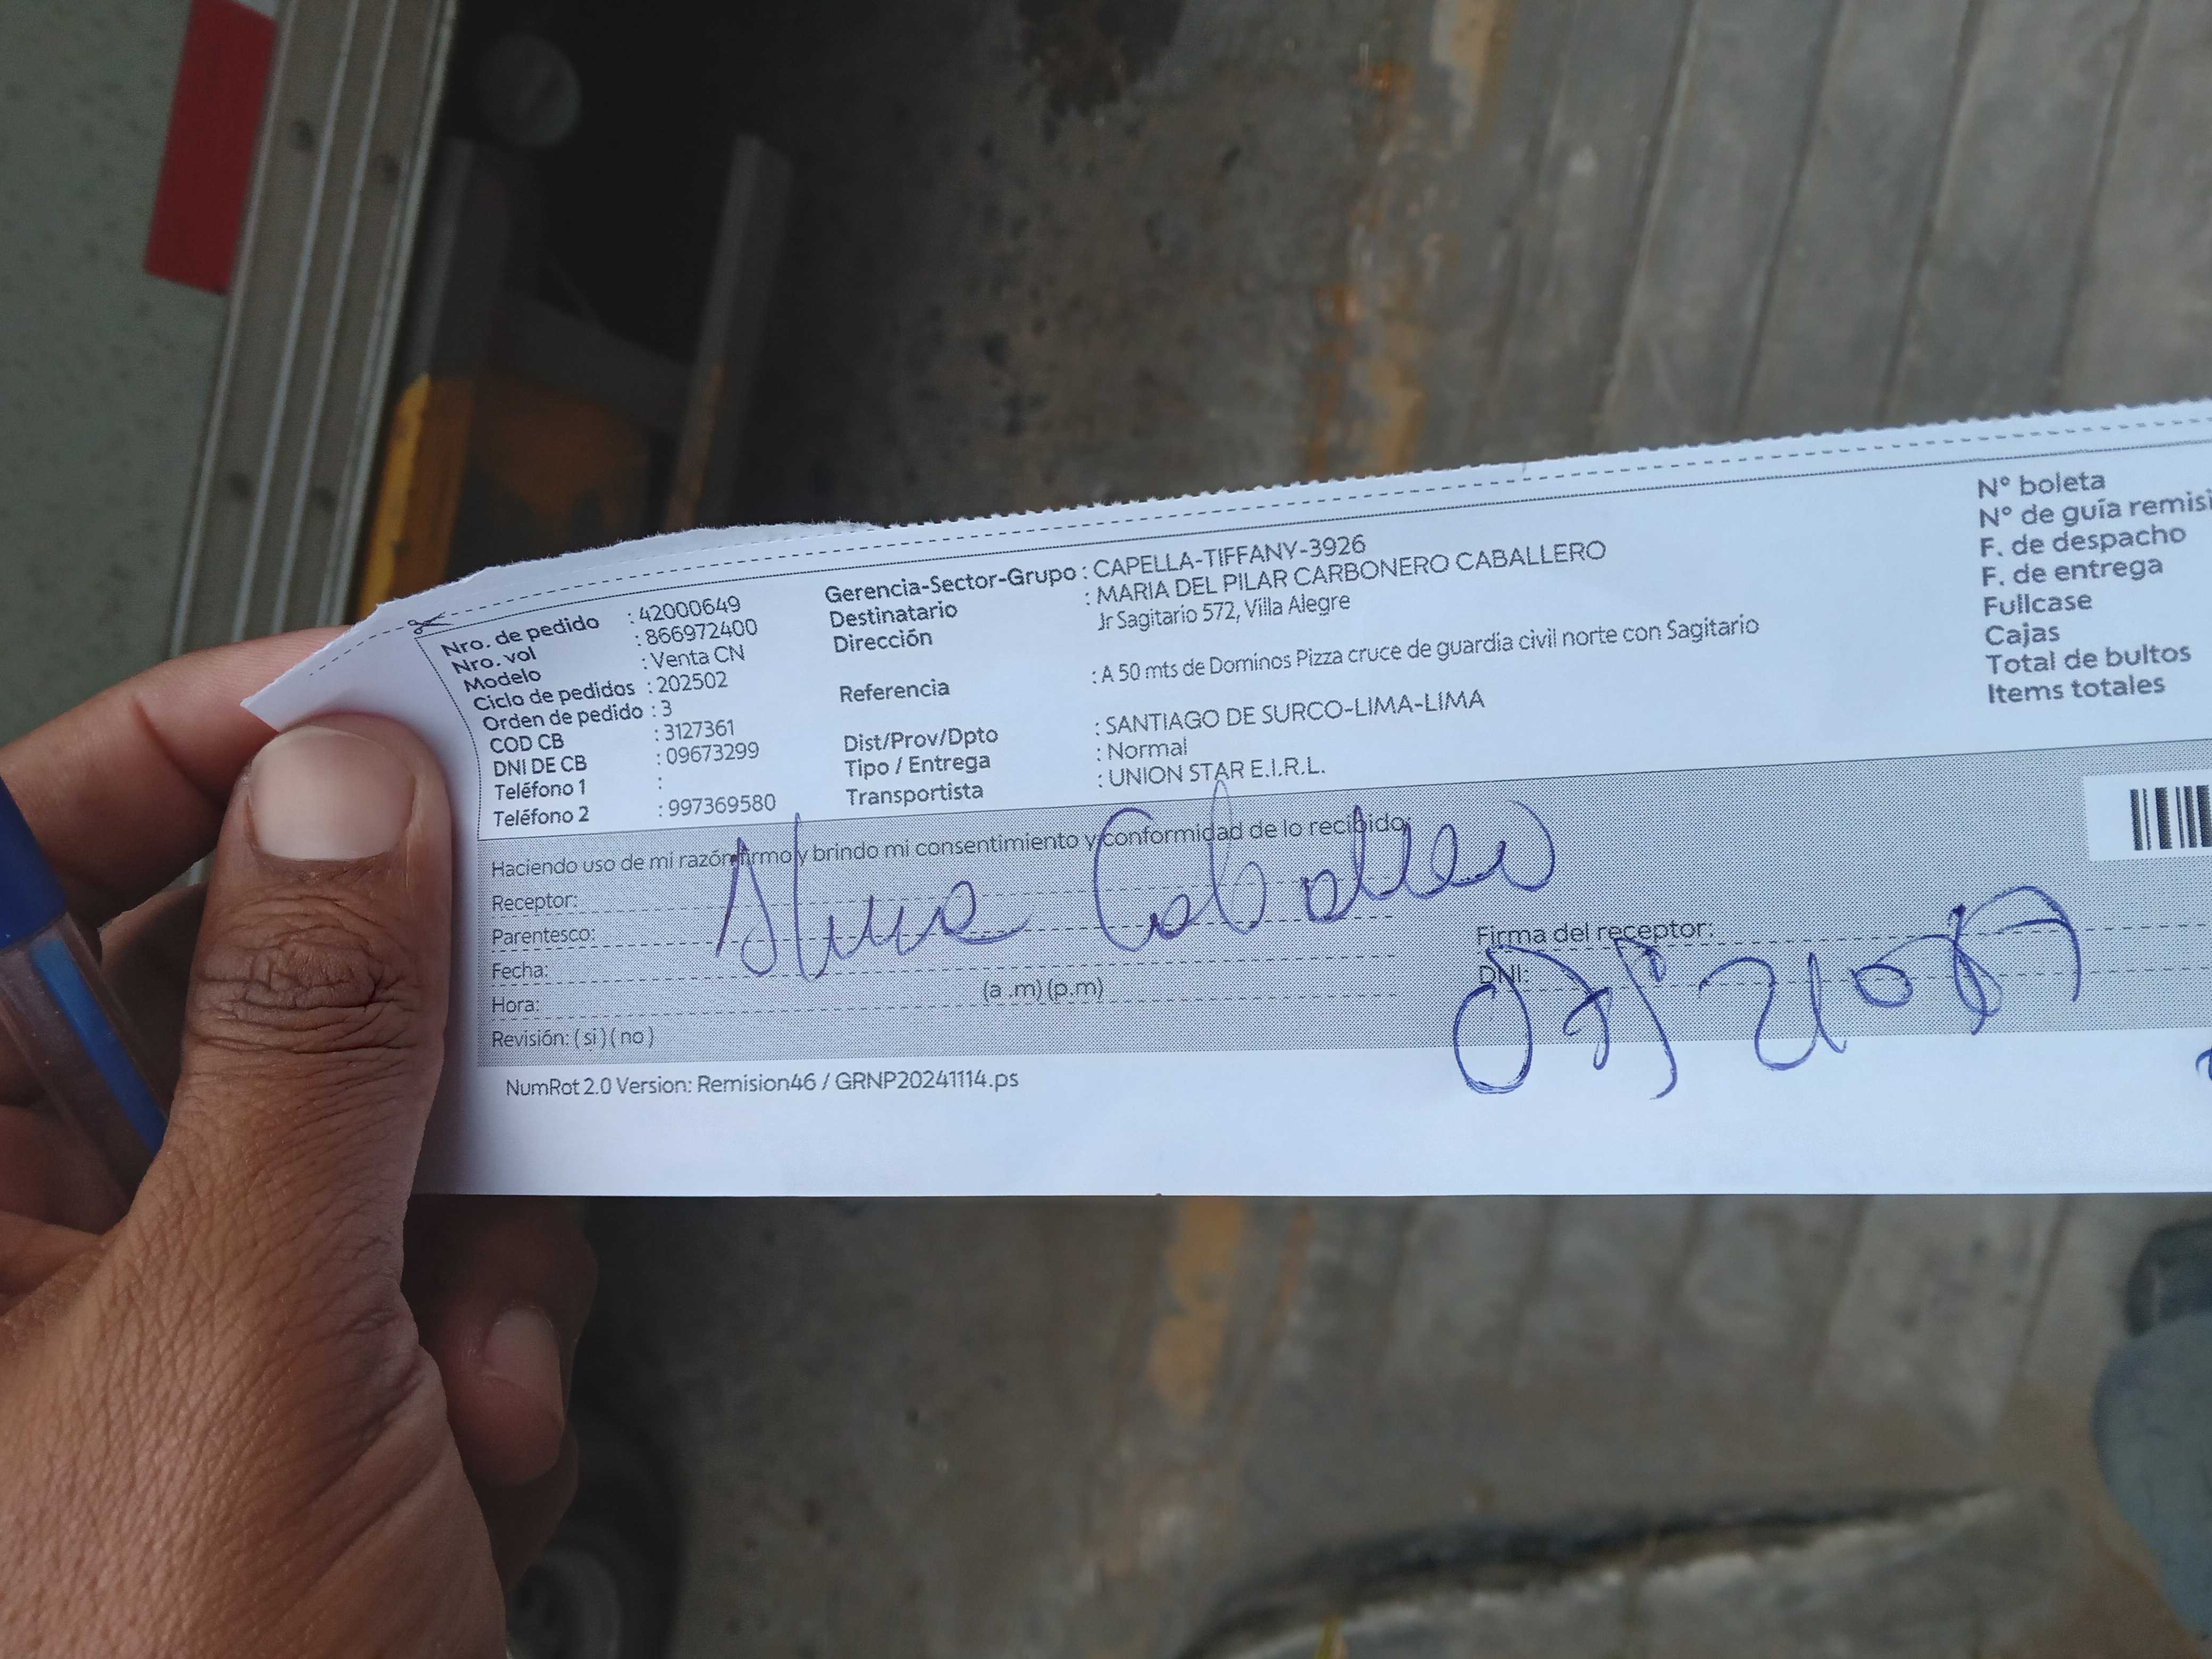 Nro. de pedido : 42000649
Nro. vol : 866972400
Modelo : Venta CN
Ciclo de pedidos : 202502
Orden de pedido : 3
COD CB : 3127361
DNI DE CB : 09673299
Teléfono 1 :
Teléfono 2 : 997369580
Gerencia-Sector-Grupo : CAPELLA-TIFFANY-3926
Destinatario : MARIA DEL PILAR CARBONERO CABALLERO
Dirección Jr Sagitario 572, Villa Alegre
Referencia : A 50 mts de Dominos Pizza cruce de guardia civil norte con Sagitario
Dist/Prov/Dpto : SANTIAGO DE SURCO-LIMA-LIMA
Tipo / Entrega : Normal
Transportista : UNION STAR E.I.R.L.
N° boleta
N° de guía remisi
F. de despacho
F. de entrega
Fullcase
Cajas
Total de bultos
Items totales
Haciendo uso de mi razón firmo y brindo mi consentimiento y conformidad de lo recibido:
Receptor:
Parentesco:
Fecha:
Hora: (a .m) (p.m)
Revisión: ( si ) ( no )
Firma del receptor:
DNI:
NumRot 2.0 Version: Remision46 / GRNP20241114.ps